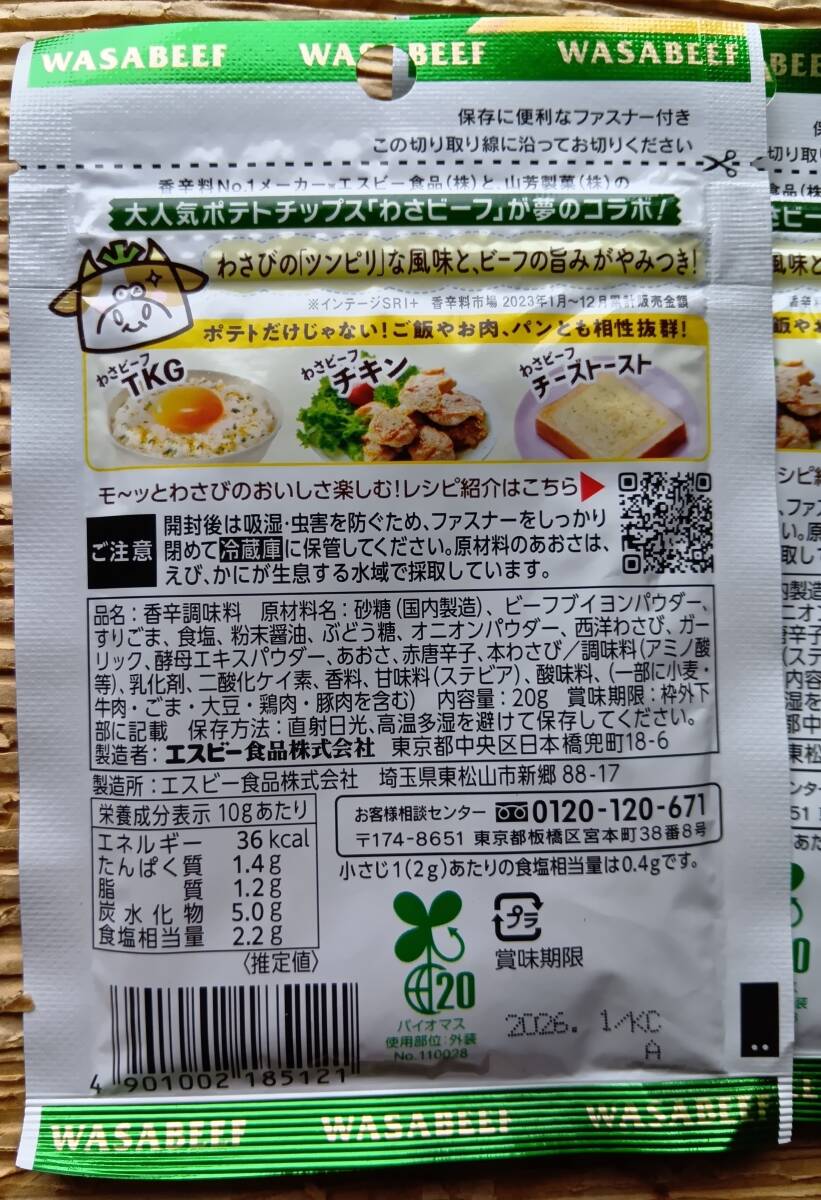 WASABEEF WASABEEF WASABEEF
保存に便利なファスナー付き
この切り取り線に沿ってお切りください
香辛料No.1メーカー※エスビー食品(株)と、山芳製菓(株)の
大人気ポテトチップス「わさビーフ」が夢のコラボ!
わさびの「ツンピリ」な風味と、ビーフの旨みがやみつき!
※インテージSRI+ 香辛料市場 2023年1月〜12月累計販売金額
ポテトだけじゃない!ご飯やお肉、パンとも相性抜群!
わさビーフ
TKG
わさビーフ
チキン
わさビーフ
チーズトースト
モ〜ッとわさびのおいしさ楽しむ!レシピ紹介はこちら
ご注意
開封後は吸湿・虫害を防ぐため、ファスナーをしっかり
閉めて冷蔵庫に保管してください。原材料のあおさは、
えび、かにが生息する水域で採取しています。
品名:香辛調味料 原材料名:砂糖(国内製造)、ビーフブイヨンパウダー、
すりごま、食塩、粉末醤油、ぶどう糖、オニオンパウダー、西洋わさび、ガー
リック、酵母エキスパウダー、あおさ、赤唐辛子、本わさび/調味料(アミノ酸
等)、乳化剤、二酸化ケイ素、香料、甘味料(ステビア)、酸味料、(一部に小麦・
牛肉・ごま・大豆・鶏肉・豚肉を含む) 内容量:20g 賞味期限:枠外下
部に記載 保存方法:直射日光、高温多湿を避けて保存してください。
製造者:エスビー食品株式会社 東京都中央区日本橋兜町18-6
製造所:エスビー食品株式会社 埼玉県東松山市新郷88-17
栄養成分表示 10gあたり
エネルギー 36kcal
たんぱく質 1.4g
脂質 1.2g
炭水化物 5.0g
食塩相当量 2.2g
〈推定値〉
お客様相談センター 0120-120-671
〒174-8651 東京都板橋区宮本町38番8号
小さじ1(2g)あたりの食塩相当量は0.4gです。
プラ
賞味期限
20
バイオマス
使用部位:外装
No.110028
2026. 1/KC
A
4 901002 185121
WASABEEF WASABEEF WASABEEF